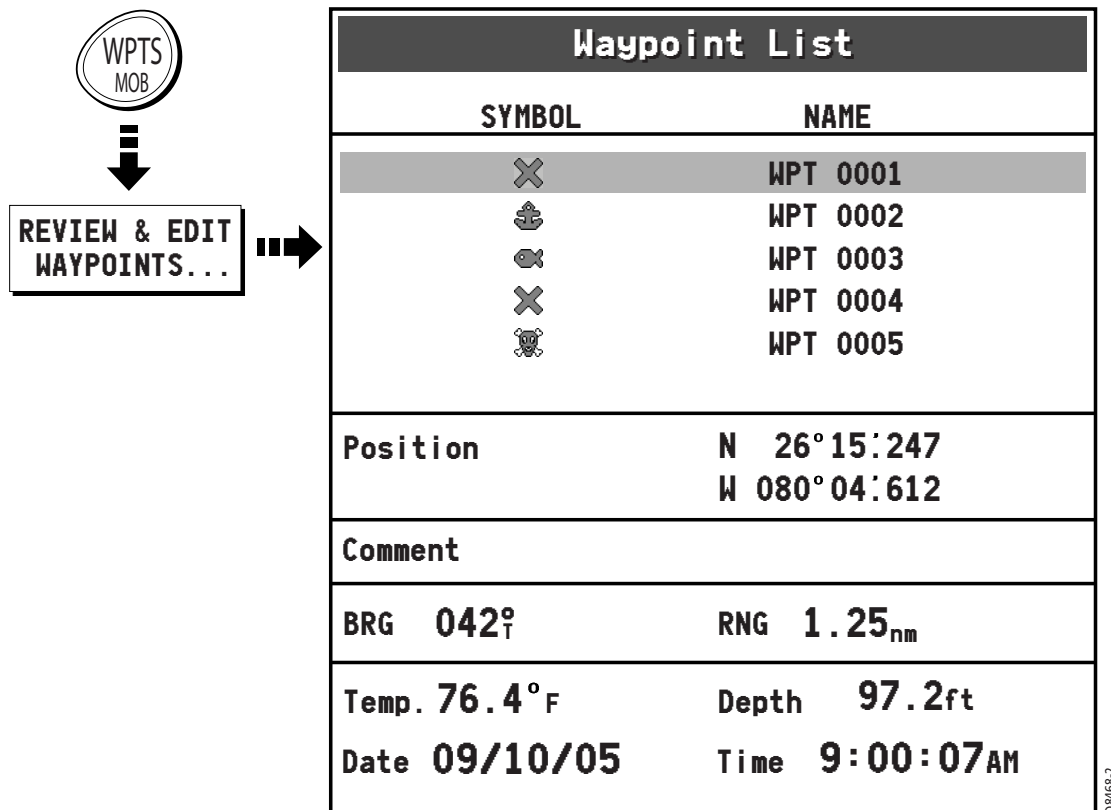 WPTS
MOB
REVIEW & EDIT
WAYPOINTS...
Waypoint List
SYMBOL NAME
WPT 0001
WPT 0002
WPT 0003
WPT 0004
WPT 0005
Position N 26°15.'247
W 080°04.'612
Comment
BRG 042°T RNG 1.25nm
Temp. 76.4°F Depth 97.2ft
Date 09/10/05 Time 9:00:07AM